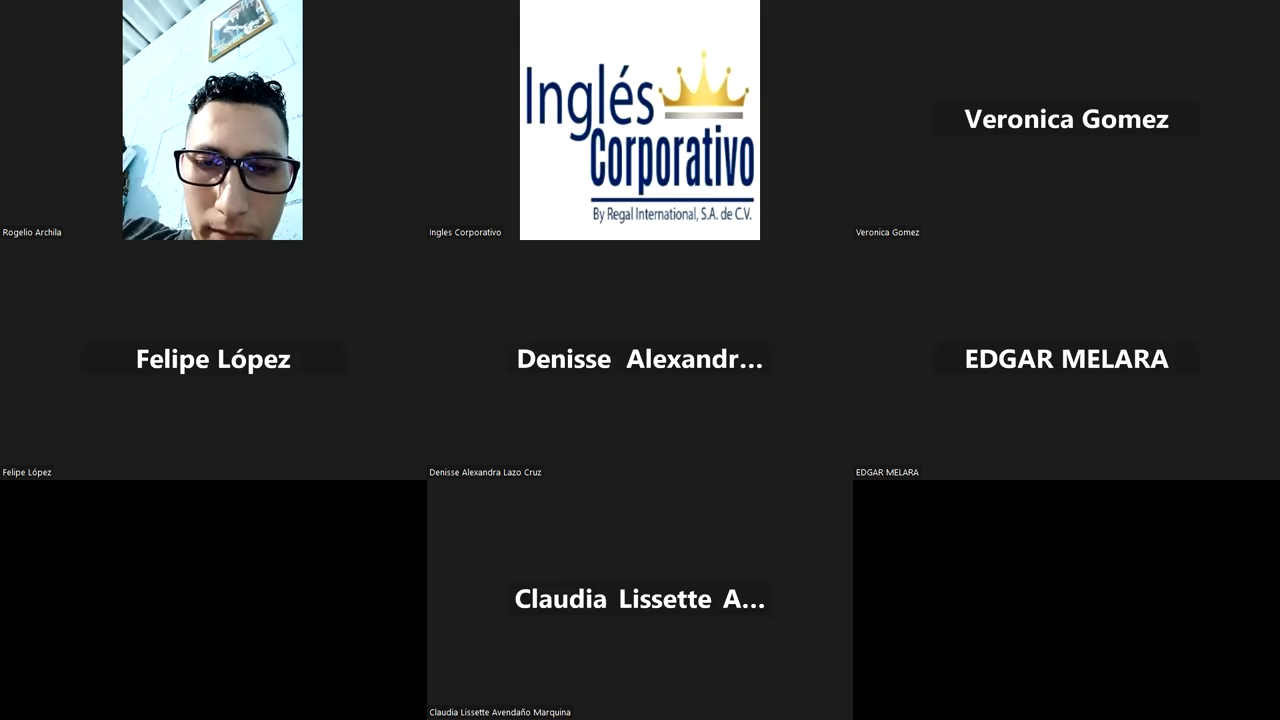 Rogelio Archila
Inglés
Corporativo
By Regal International, S.A. de C.V.
Ingles Corporativo
Veronica Gomez
Veronica Gomez
Felipe López
Felipe López
Denisse Alexandr...
Denisse Alexandra Lazo Cruz
EDGAR MELARA
EDGAR MELARA
Claudia Lissette A...
Claudia Lissette Avendaño Marquina